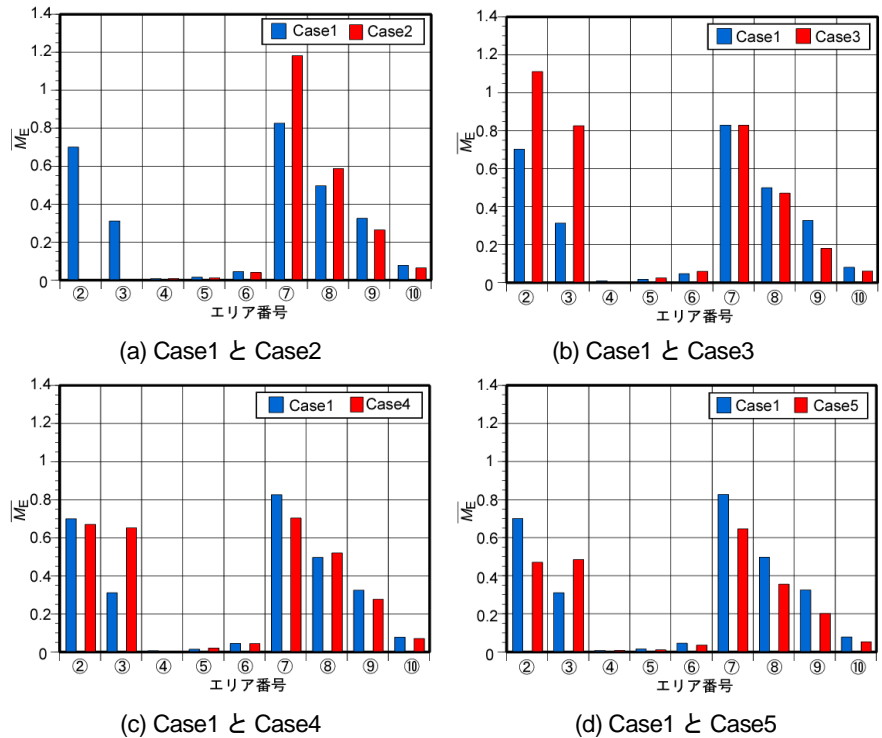 1.4
1.2
1
0.8
0.6
0.4
0.2
0
M̅E
Case1 Case2
② ③ ④ ⑤ ⑥ ⑦ ⑧ ⑨ ⑩
エリア番号
(a) Case1 と Case2
1.4
1.2
1
0.8
0.6
0.4
0.2
0
M̅E
Case1 Case3
② ③ ④ ⑤ ⑥ ⑦ ⑧ ⑨ ⑩
エリア番号
(b) Case1 と Case3
1.4
1.2
1
0.8
0.6
0.4
0.2
0
M̅E
Case1 Case4
② ③ ④ ⑤ ⑥ ⑦ ⑧ ⑨ ⑩
エリア番号
(c) Case1 と Case4
1.4
1.2
1
0.8
0.6
0.4
0.2
0
M̅E
Case1 Case5
② ③ ④ ⑤ ⑥ ⑦ ⑧ ⑨ ⑩
エリア番号
(d) Case1 と Case5